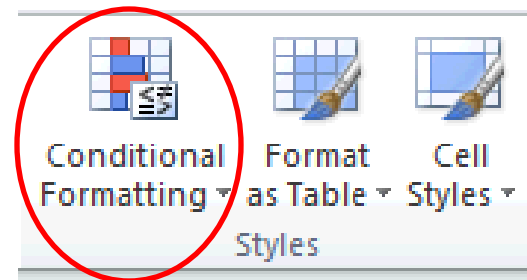 Conditional Formatting
Format as Table
Cell Styles
Styles